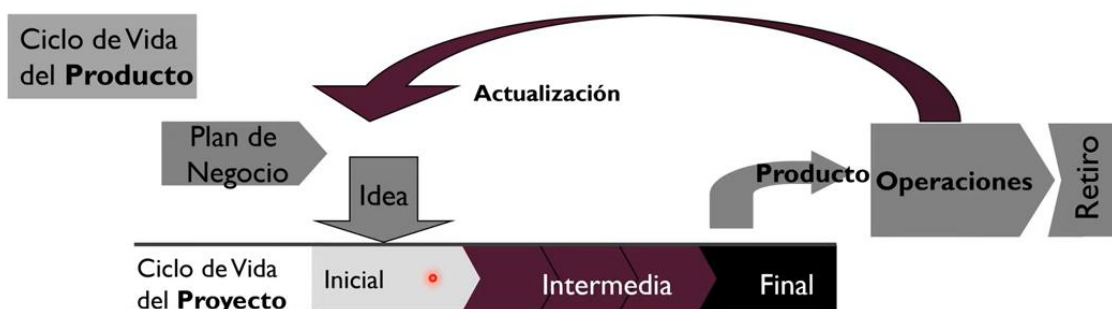 Ciclo de Vida
del Producto
Actualización
Plan de
Negocio
Idea
Producto
Operaciones
Retiro
Ciclo de Vida
del Proyecto
Inicial
Intermedia
Final